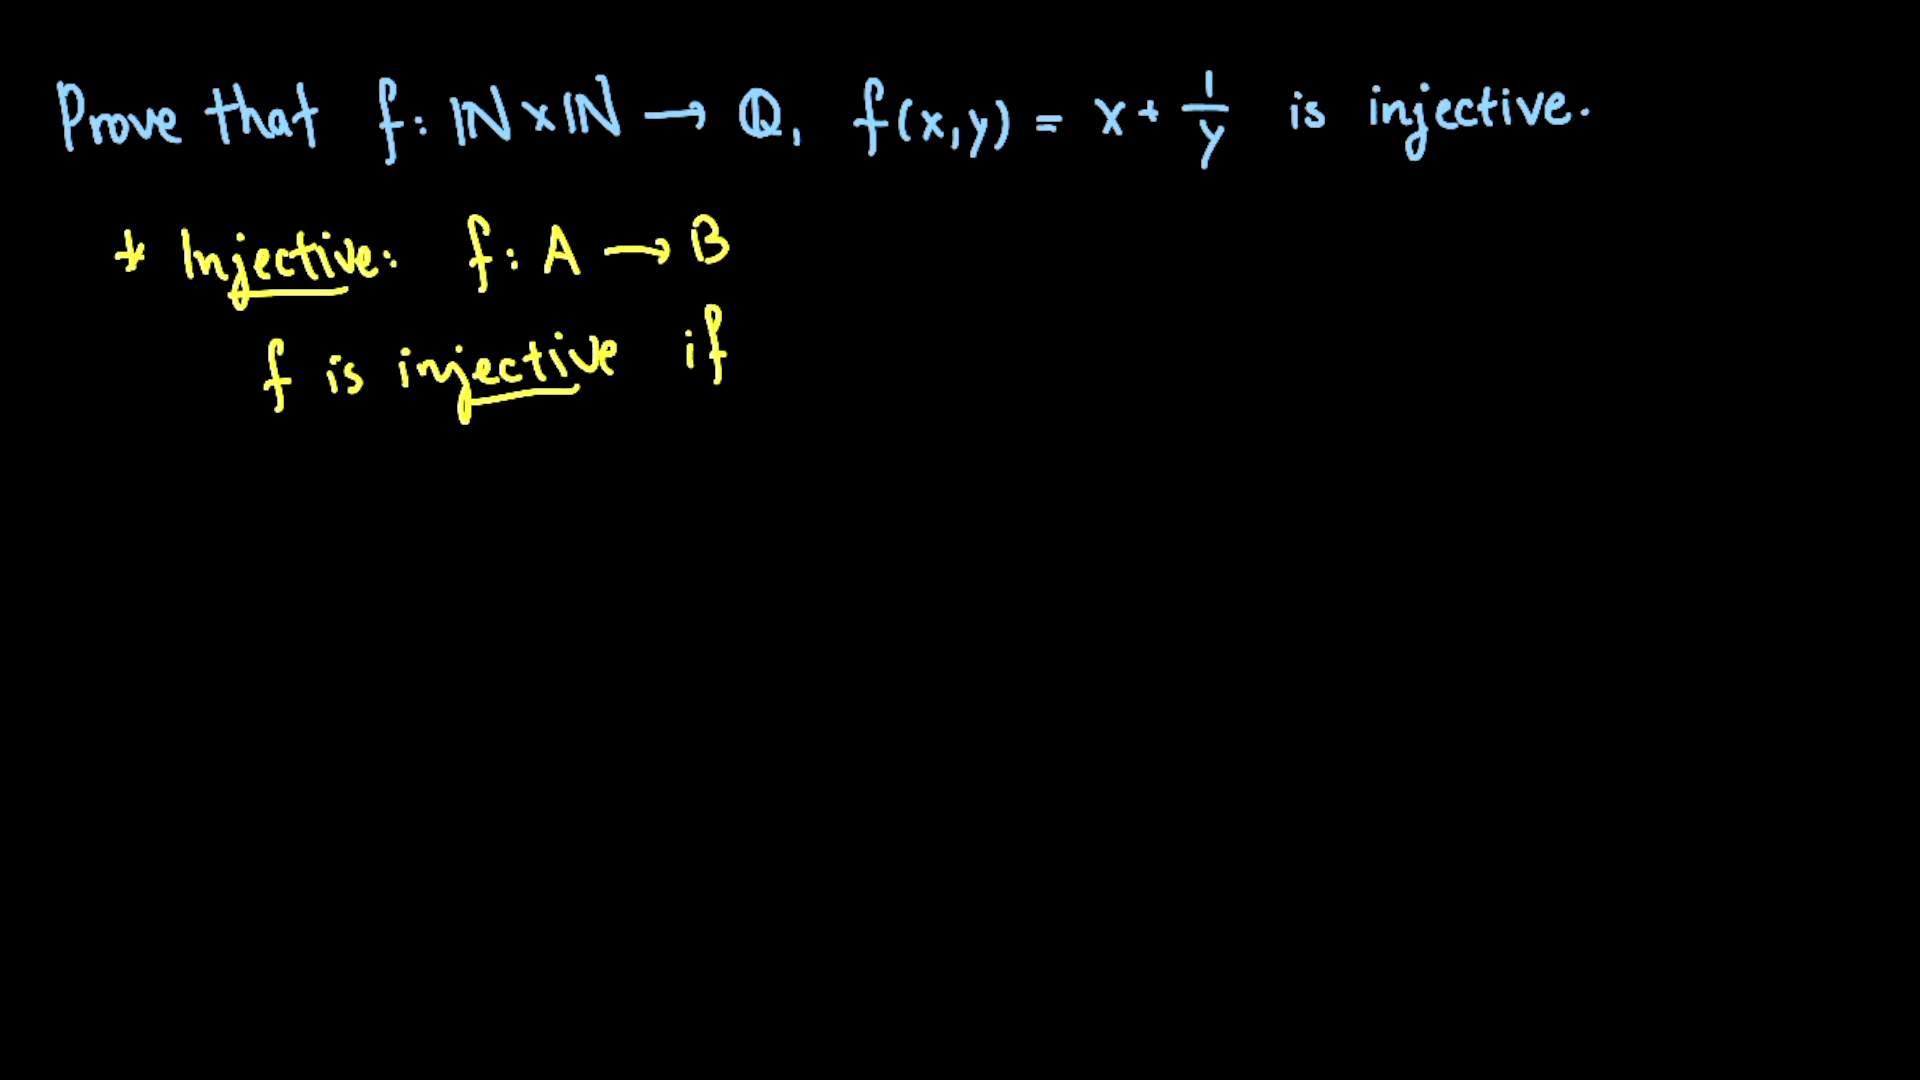 Prove that f: ℕ×ℕ → ℚ, f(x,y) = x + 1/y is injective.
* Injective: f: A → B
f is injective if